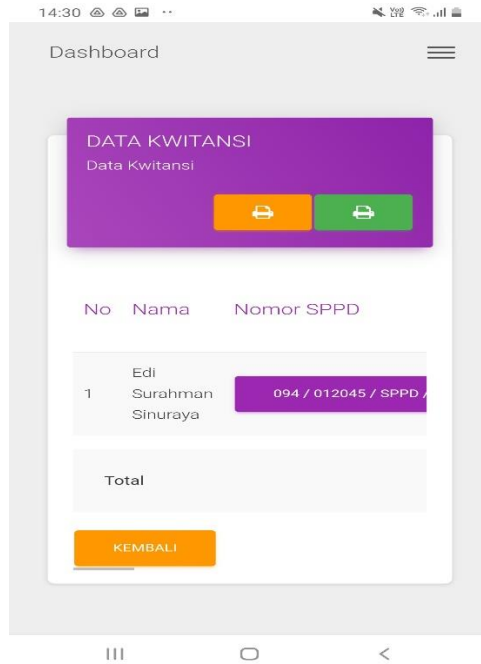 14:30
VoLTE
Dashboard
DATA KWITANSI
Data Kwitansi
No Nama Nomor SPPD
Edi
1 Surahman 094 / 012045 / SPPD /
Sinuraya
Total
KEMBALI